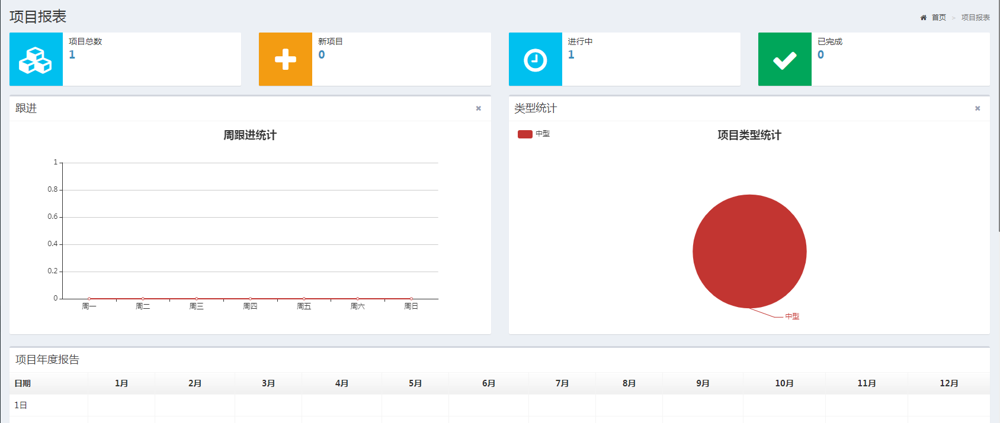 项目报表
首页 > 项目报表
项目总数
1
新项目
0
进行中
1
已完成
0
跟进
周跟进统计
1
0.8
0.6
0.4
0.2
0
周一 周二 周三 周四 周五 周六 周日
类型统计
中型
项目类型统计
中型
项目年度报告
日期 1月 2月 3月 4月 5月 6月 7月 8月 9月 10月 11月 12月
1日